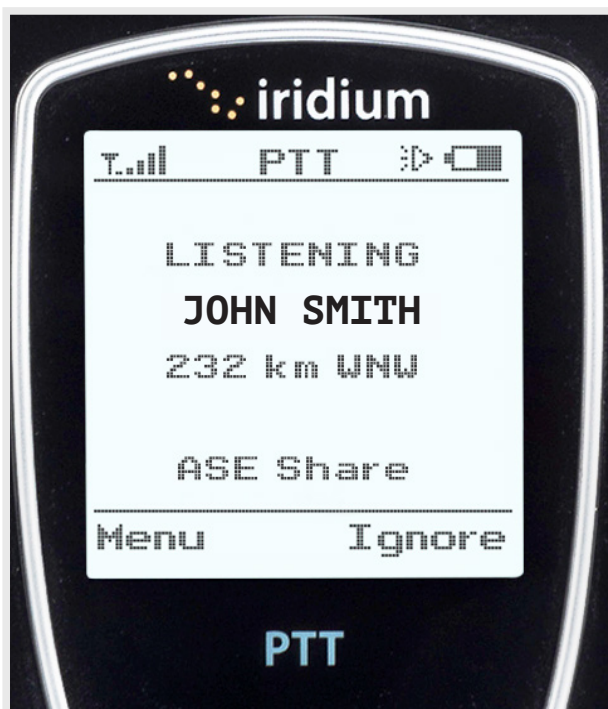 iridium
PTT
LISTENING
JOHN SMITH
232 km WNW
ASE Share
Menu Ignore
PTT